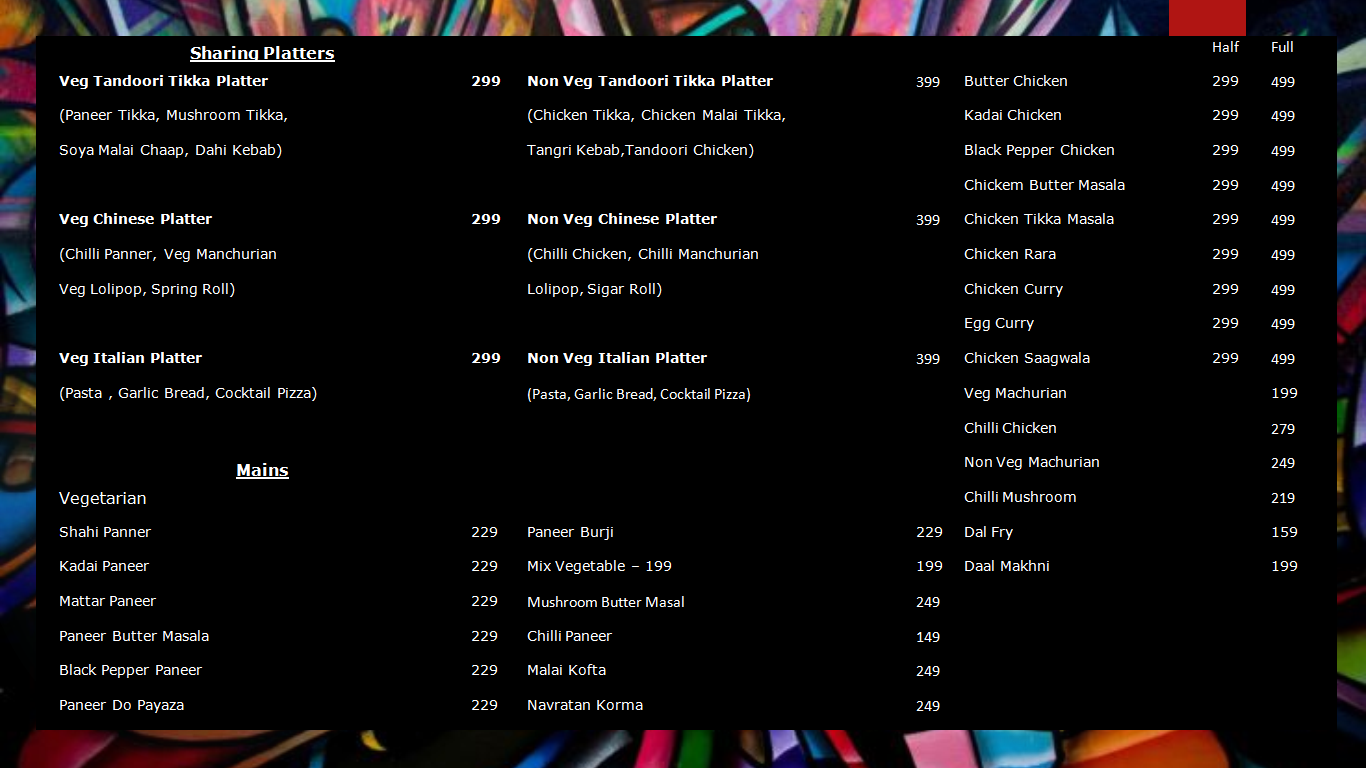 Sharing Platters
Veg Tandoori Tikka Platter 299
(Paneer Tikka, Mushroom Tikka,
Soya Malai Chaap, Dahi Kebab)
Veg Chinese Platter 299
(Chilli Panner, Veg Manchurian
Veg Lolipop, Spring Roll)
Veg Italian Platter 299
(Pasta , Garlic Bread, Cocktail Pizza)
Mains
Vegetarian
Shahi Panner 229
Kadai Paneer 229
Mattar Paneer 229
Paneer Butter Masala 229
Black Pepper Paneer 229
Paneer Do Payaza 229
Non Veg Tandoori Tikka Platter 399
(Chicken Tikka, Chicken Malai Tikka,
Tangri Kebab,Tandoori Chicken)
Non Veg Chinese Platter 399
(Chilli Chicken, Chilli Manchurian
Lolipop, Sigar Roll)
Non Veg Italian Platter 399
(Pasta, Garlic Bread, Cocktail Pizza)
Paneer Burji 229
Mix Vegetable – 199 199
Mushroom Butter Masal 249
Chilli Paneer 149
Malai Kofta 249
Navratan Korma 249
Half Full
Butter Chicken 299 499
Kadai Chicken 299 499
Black Pepper Chicken 299 499
Chickem Butter Masala 299 499
Chicken Tikka Masala 299 499
Chicken Rara 299 499
Chicken Curry 299 499
Egg Curry 299 499
Chicken Saagwala 299 499
Veg Machurian 199
Chilli Chicken 279
Non Veg Machurian 249
Chilli Mushroom 219
Dal Fry 159
Daal Makhni 199